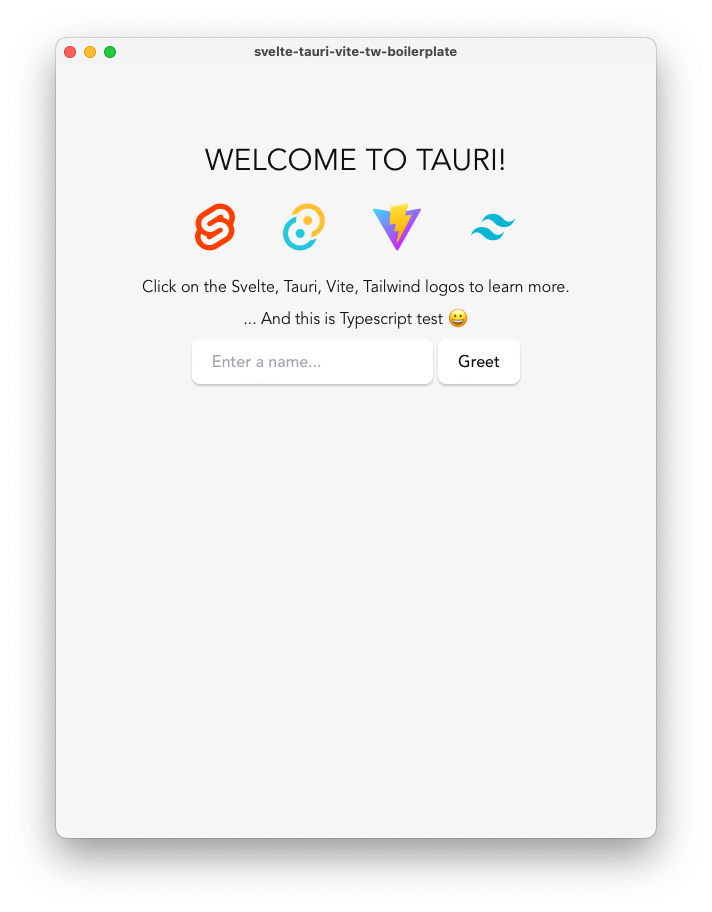 svelte-tauri-vite-tw-boilerplate
WELCOME TO TAURI!
Click on the Svelte, Tauri, Vite, Tailwind logos to learn more.
... And this is Typescript test 😀
Enter a name... Greet